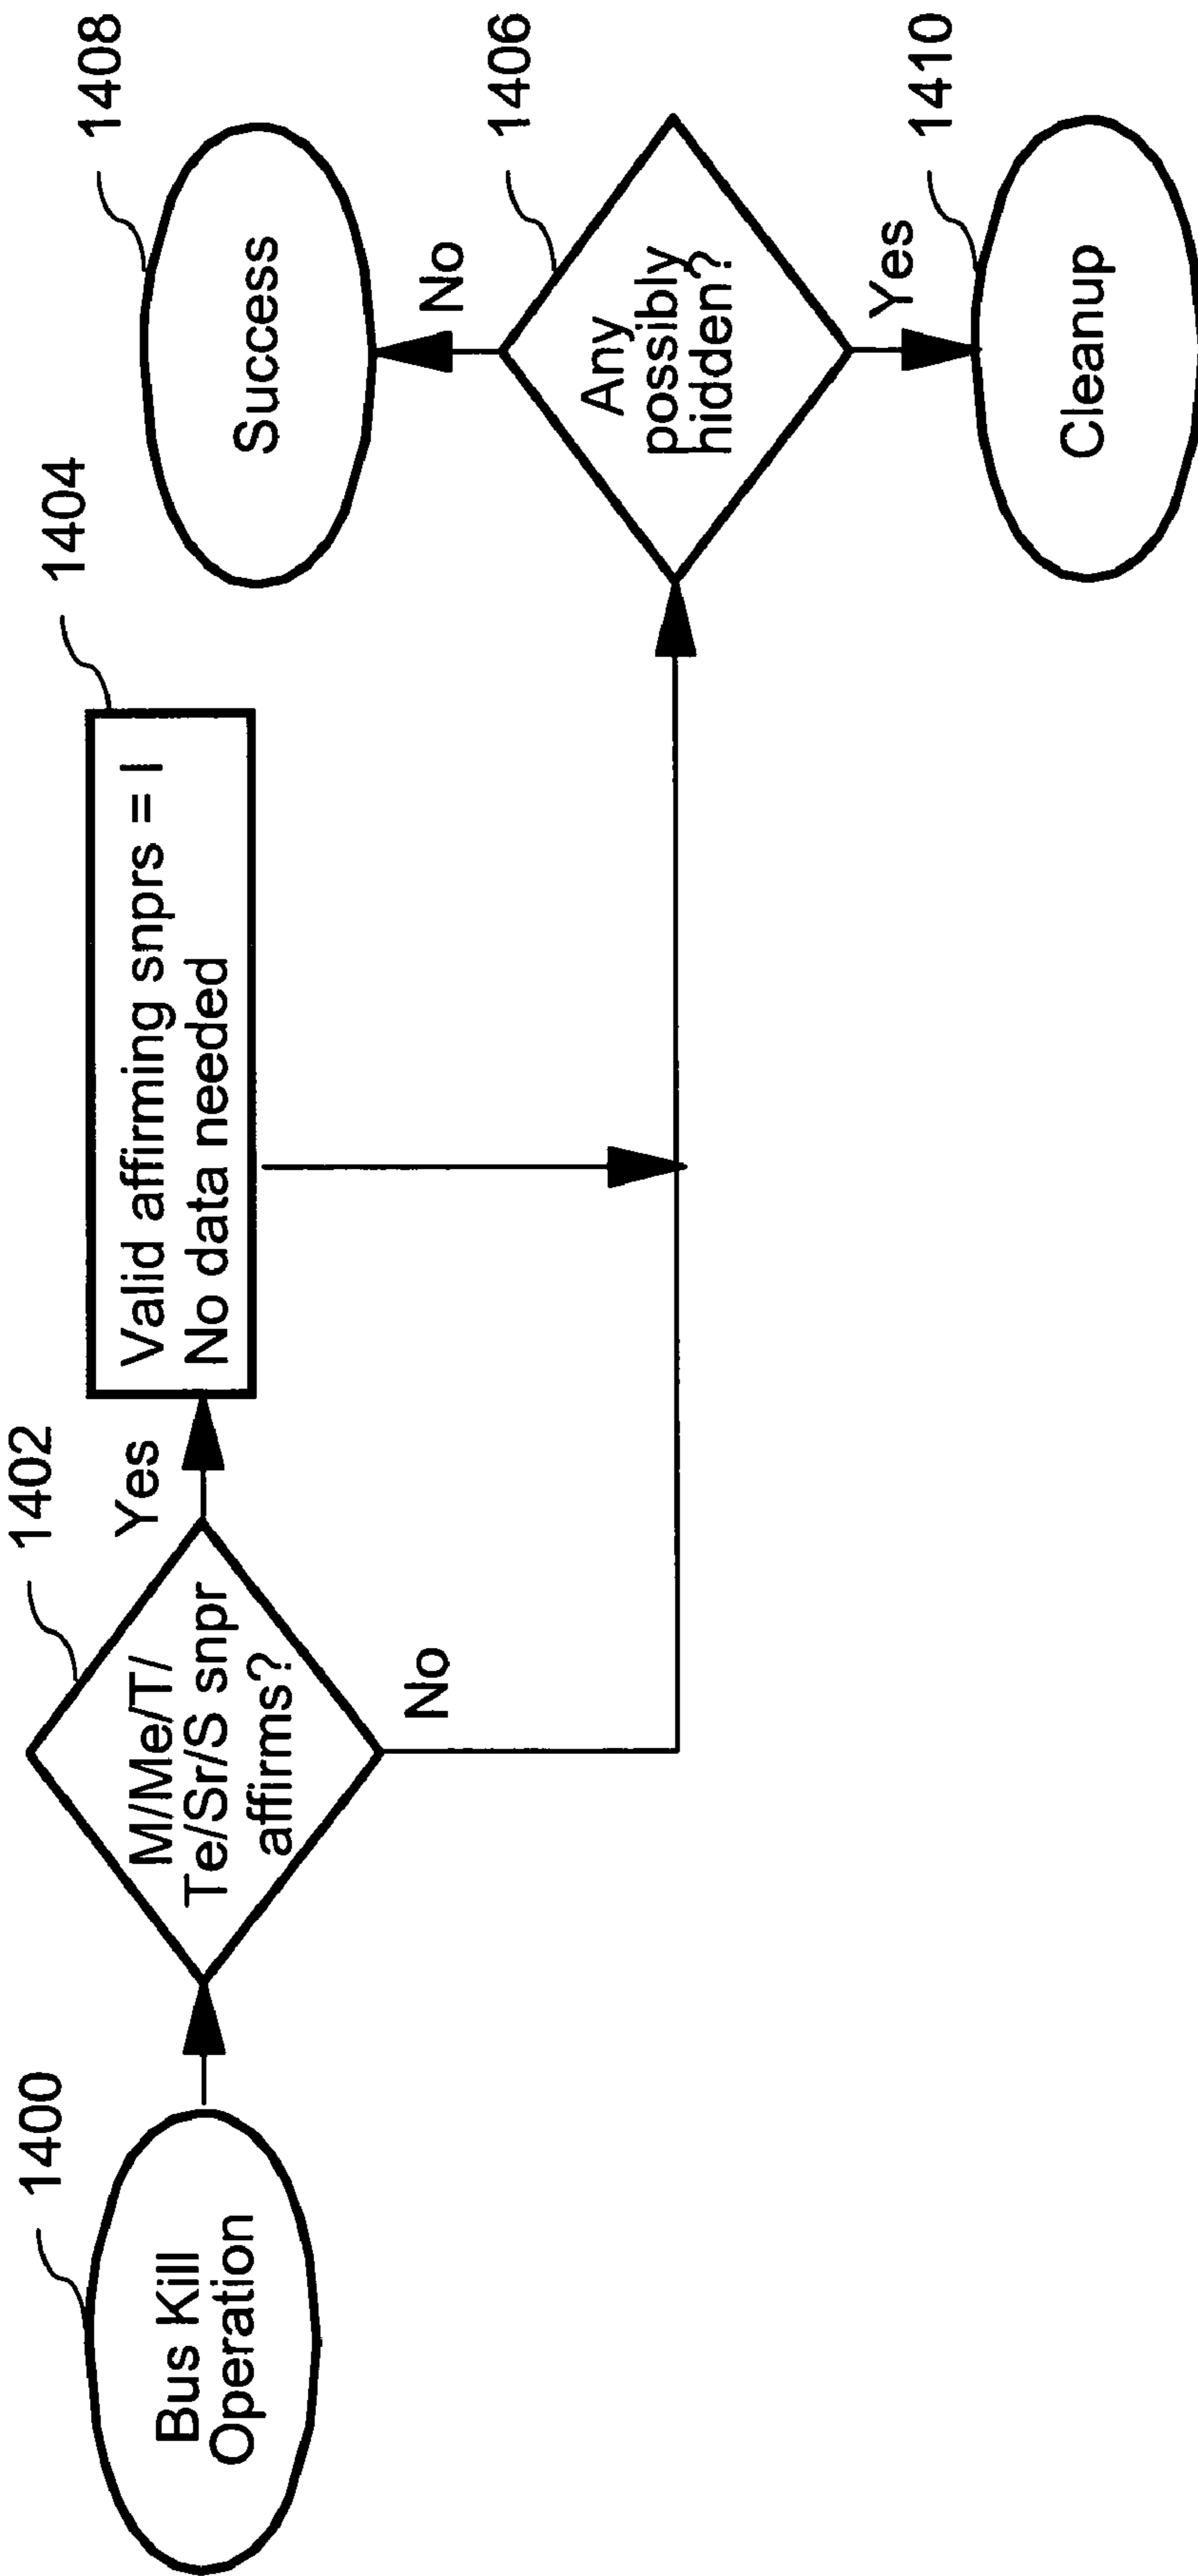 1400
Bus Kill
Operation
1402
M/Me/T/
Te/Sr/S snpr
affirms?
Yes
No
1404
Valid affirming snprs = I
No data needed
1406
Any
possibly
hidden?
No
Yes
1408
Success
1410
Cleanup